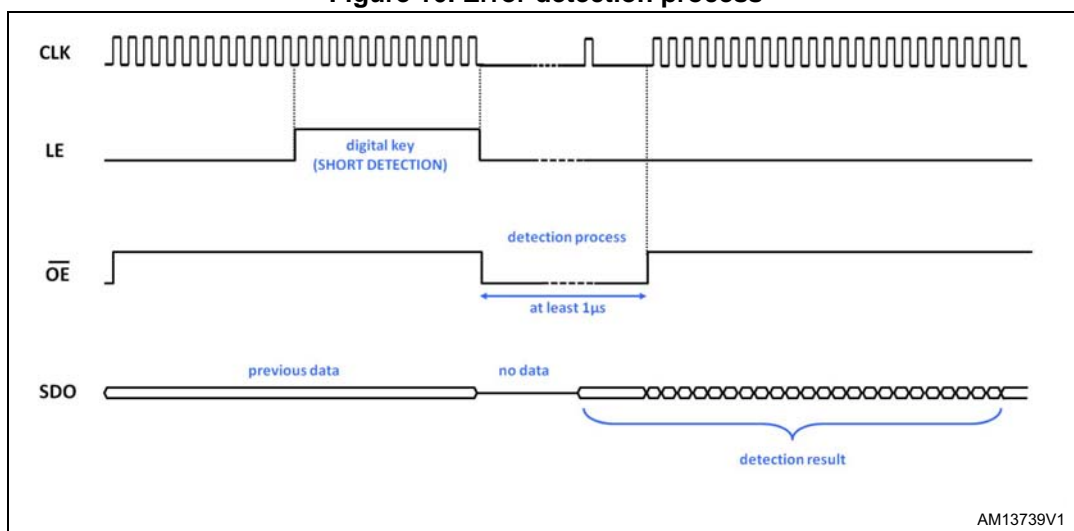 Figure Error detection process
CLK
LE
digital key
(SHORT DETECTION)
detection process
OE
at least 1µs
previous data
no data
SDO
detection result
AM13739V1